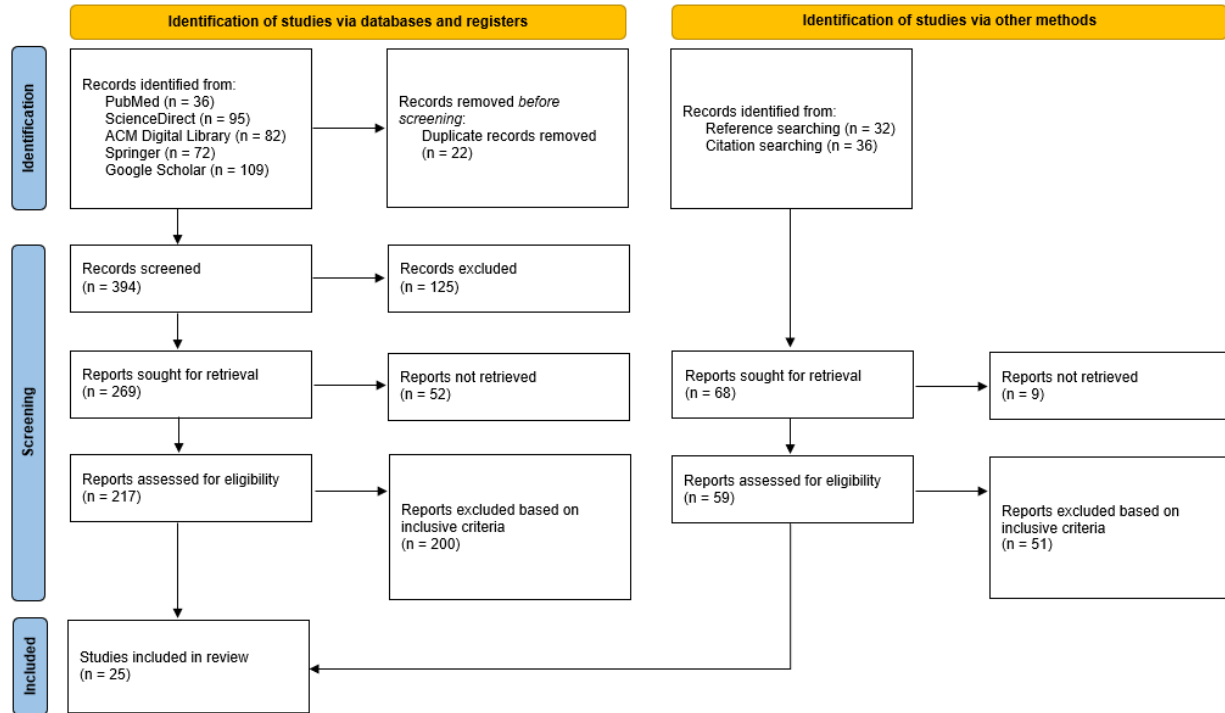 Identification of studies via databases and registers
Identification of studies via other methods
Identification
Records identified from:
PubMed (n = 36)
ScienceDirect (n = 95)
ACM Digital Library (n = 82)
Springer (n = 72)
Google Scholar (n = 109)
Records removed before
screening:
Duplicate records removed
(n = 22)
Records identified from:
Reference searching (n = 32)
Citation searching (n = 36)
Screening
Records screened
(n = 394)
Records excluded
(n = 125)
Reports sought for retrieval
(n = 269)
Reports not retrieved
(n = 52)
Reports sought for retrieval
(n = 68)
Reports not retrieved
(n = 9)
Reports assessed for eligibility
(n = 217)
Reports excluded based on
inclusive criteria
(n = 200)
Reports assessed for eligibility
(n = 59)
Reports excluded based on
inclusive criteria
(n = 51)
Included
Studies included in review
(n = 25)